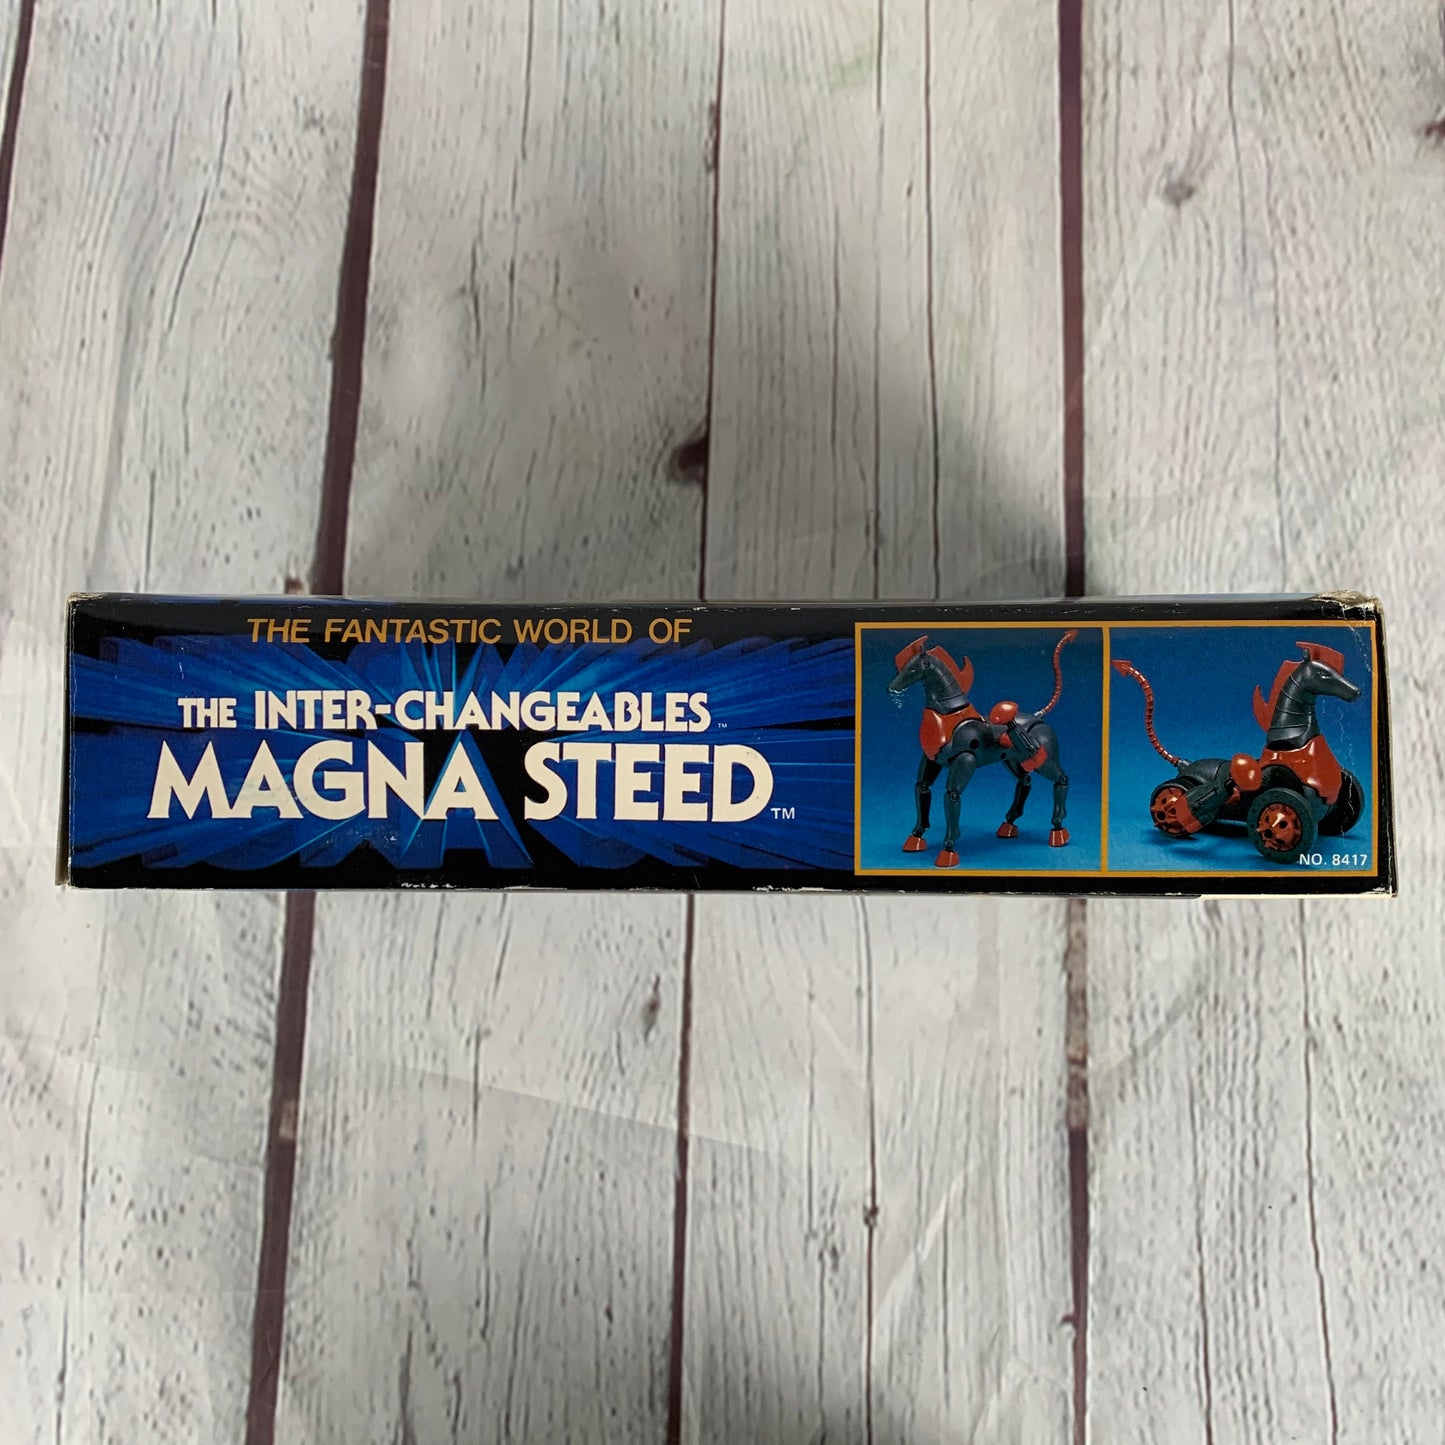 THE FANTASTIC WORLD OF
THE INTER-CHANGEABLES™
MAGNA STEED™
NO. 8417